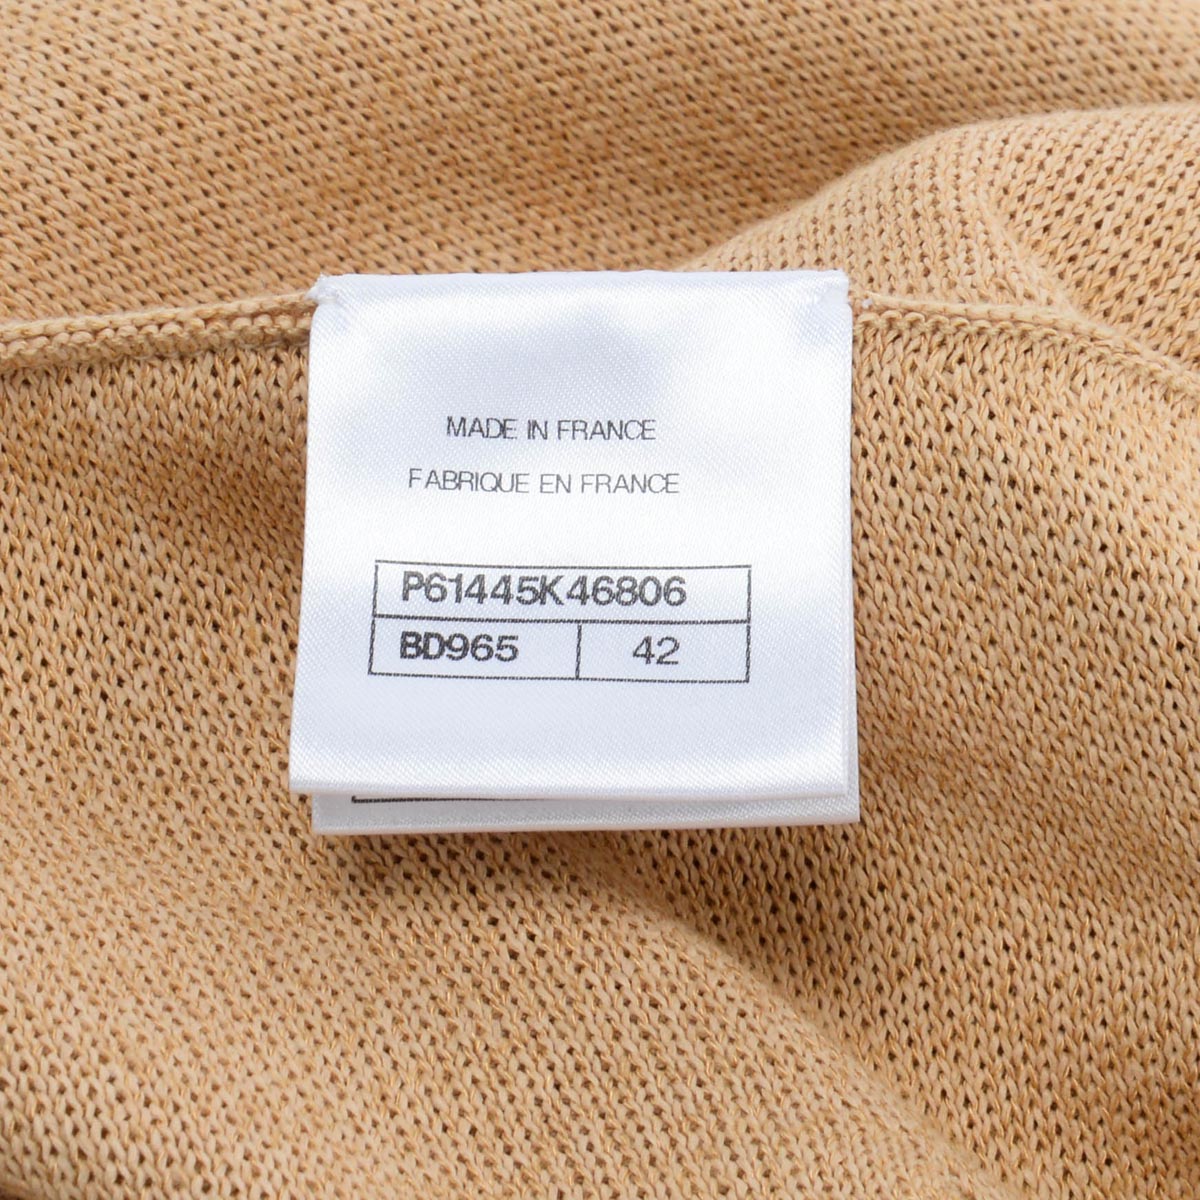 MADE IN FRANCE
FABRIQUE EN FRANCE
P61445K46806
BD965 42